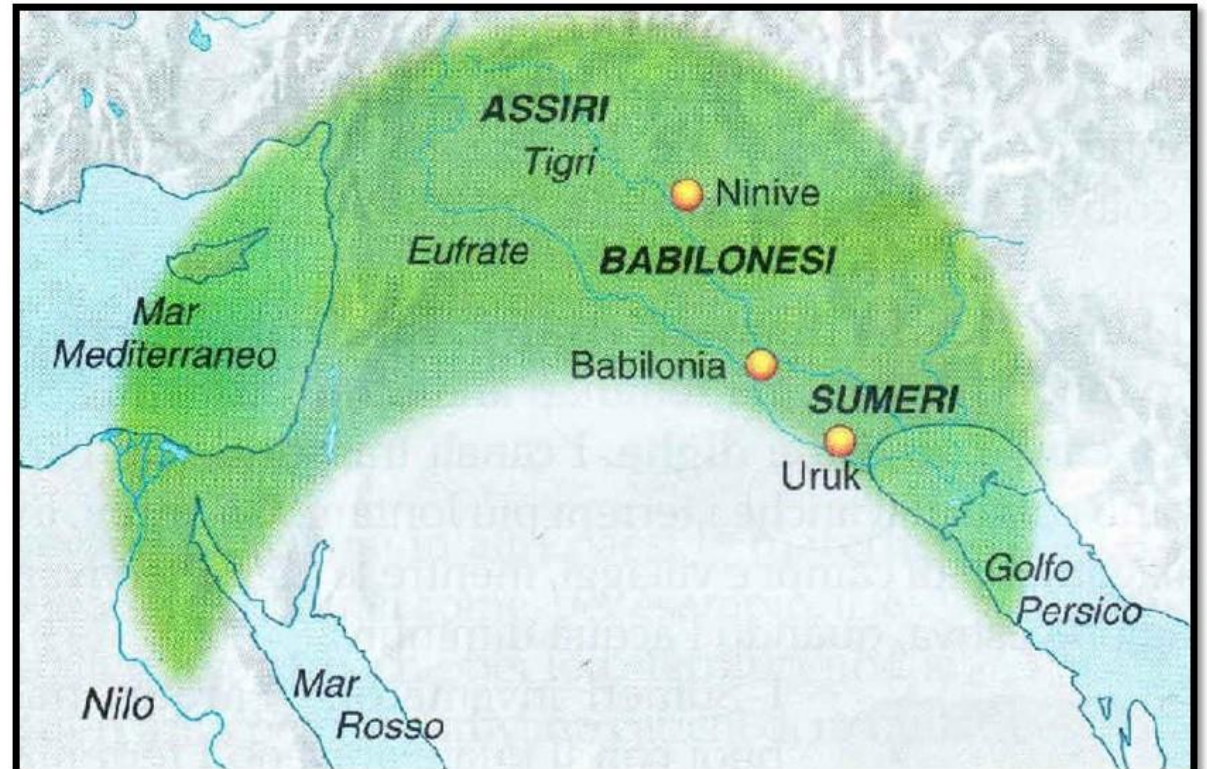 ASSIRI
Tigri
Ninive
Eufrate
BABILONESI
Mar
Mediterraneo
Babilonia
SUMERI
Uruk
Golfo
Persico
Nilo
Mar
Rosso